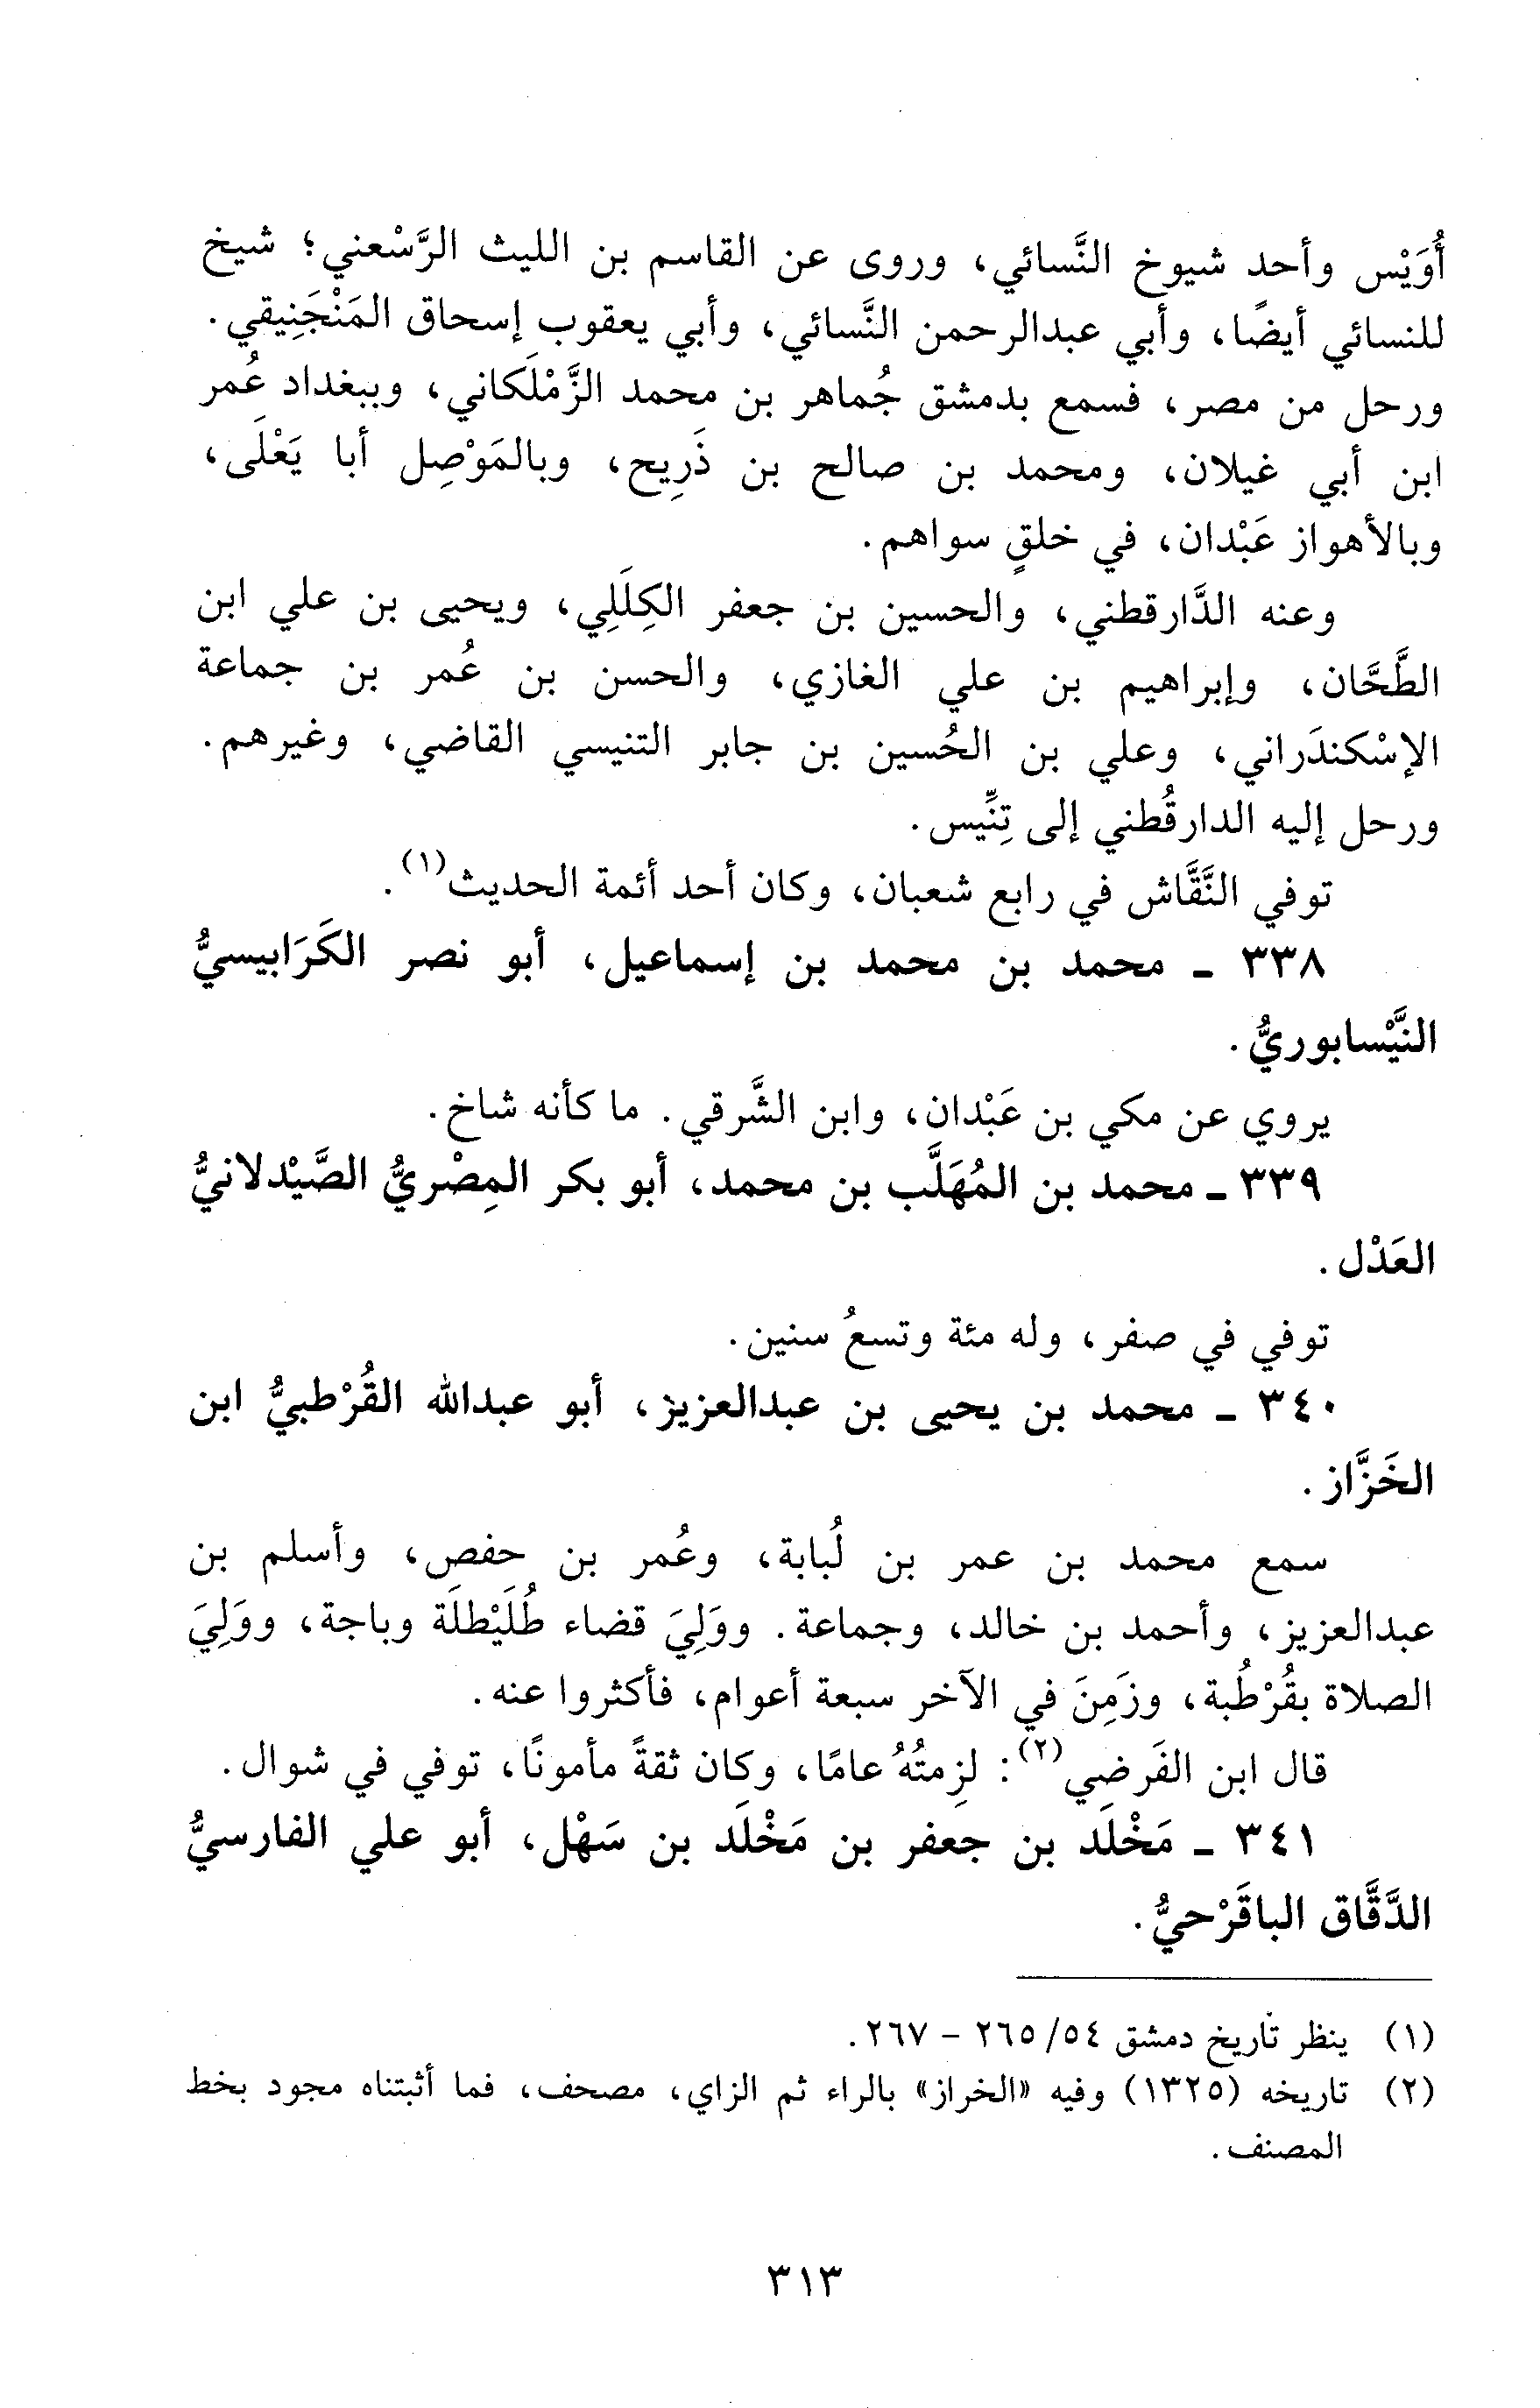 أُوَيْس وأحد شيوخ النَّسائي، وروى عن القاسم بن الليث الرَّسْعني؛ شيخ
للنسائي أيضًا، وأبي عبدالرحمن النَّسائي، وأبي يعقوب إسحاق المَنْجَنِيقي.
ورحل من مصر، فسمع بدمشق جُماهر بن محمد الزَّمْلَكاني، وببغداد عُمر
ابن أبي غيلان، ومحمد بن صالح بن ذَرِيح، وبالمَوْصِل أبا يَعْلَى،
وبالأهواز عَبْدان، في خلقٍ سواهم.
وعنه الدَّارقطني، والحسين بن جعفر الكِلَلِي، ويحيى بن علي ابن
الطَّحَّان، وإبراهيم بن علي الغازي، والحسن بن عُمر بن جماعة
الإسْكندَراني، وعلي بن الحُسين بن جابر التنيسي القاضي، وغيرهم.
ورحل إليه الدارقُطني إلى تِنِّيس.
توفي النَّقَّاش في رابع شعبان، وكان أحد أئمة الحديث(١).
٣٣٨ - محمد بن محمد بن إسماعيل، أبو نصر الكَرَابيسيُّ
النَّيْسابوريُّ.
يروي عن مكي بن عَبْدان، وابن الشَّرقي. ما كأنه شاخ.
٣٣٩ - محمد بن المُهَلَّب بن محمد، أبو بكر المِصْريُّ الصَّيْدلانيُّ
العَدْل.
توفي في صفر، وله مئة وتسعُ سنين.
٣٤٠ - محمد بن يحيى بن عبدالعزيز، أبو عبدالله القُرْطبيُّ ابن
الخَزَّاز.
سمع محمد بن عمر بن لُبابة، وعُمر بن حفص، وأسلم بن
عبدالعزيز، وأحمد بن خالد، وجماعة. ووَلِيَ قضاء طُلَيْطلَة وباجة، ووَلِيَ
الصلاة بقُرْطُبة، وزَمِنَ في الآخر سبعة أعوام، فأكثروا عنه.
قال ابن الفَرضي(٢): لزِمتُهُ عامًا، وكان ثقةً مأمونًا، توفي في شوال.
٣٤١ - مَخْلَد بن جعفر بن مَخْلَد بن سَهْل، أبو علي الفارسيُّ
الدَّقَّاق الباقَرْحيُّ.
(١) ينظر تاريخ دمشق ٥٤/ ٢٦٥ - ٢٦٧.
(٢) تاريخه (١٣٢٥) وفيه «الخراز» بالراء ثم الزاي، مصحف، فما أثبتناه مجود بخط
المصنف.
٣١٣